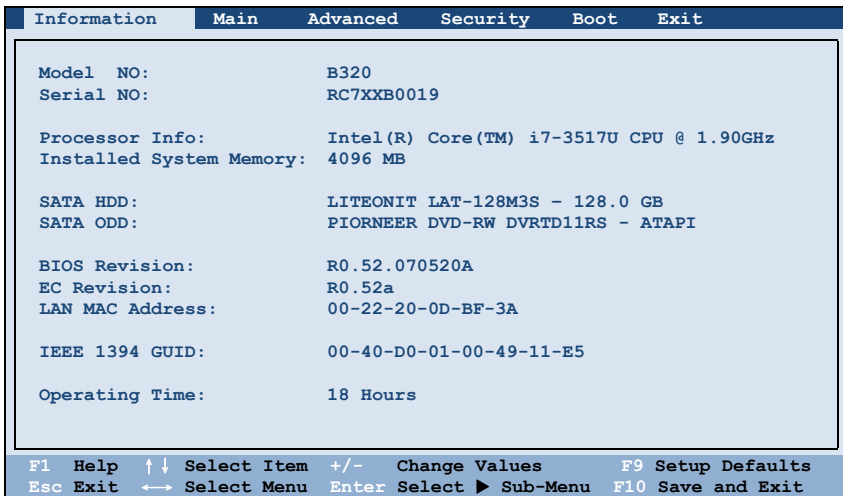 Information Main Advanced Security Boot Exit
Model NO: B320
Serial NO: RC7XXB0019
Processor Info: Intel(R) Core(TM) i7-3517U CPU @ 1.90GHz
Installed System Memory: 4096 MB
SATA HDD: LITEONIT LAT-128M3S – 128.0 GB
SATA ODD: PIORNEER DVD-RW DVRTD11RS - ATAPI
BIOS Revision: R0.52.070520A
EC Revision: R0.52a
LAN MAC Address: 00-22-20-0D-BF-3A
IEEE 1394 GUID: 00-40-D0-01-00-49-11-E5
Operating Time: 18 Hours
F1 Help ↑↓ Select Item +/- Change Values F9 Setup Defaults
Esc Exit ←→ Select Menu Enter Select ▶ Sub-Menu F10 Save and Exit